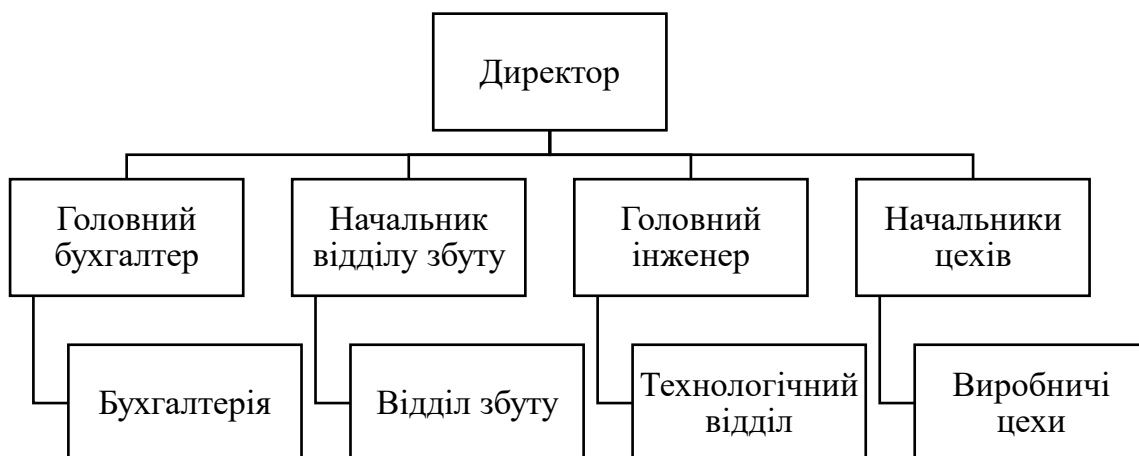 Директор
Головний
бухгалтер
Начальник
відділу збуту
Головний
інженер
Начальники
цехів
Бухгалтерія
Відділ збуту
Технологічний
відділ
Виробничі
цехи